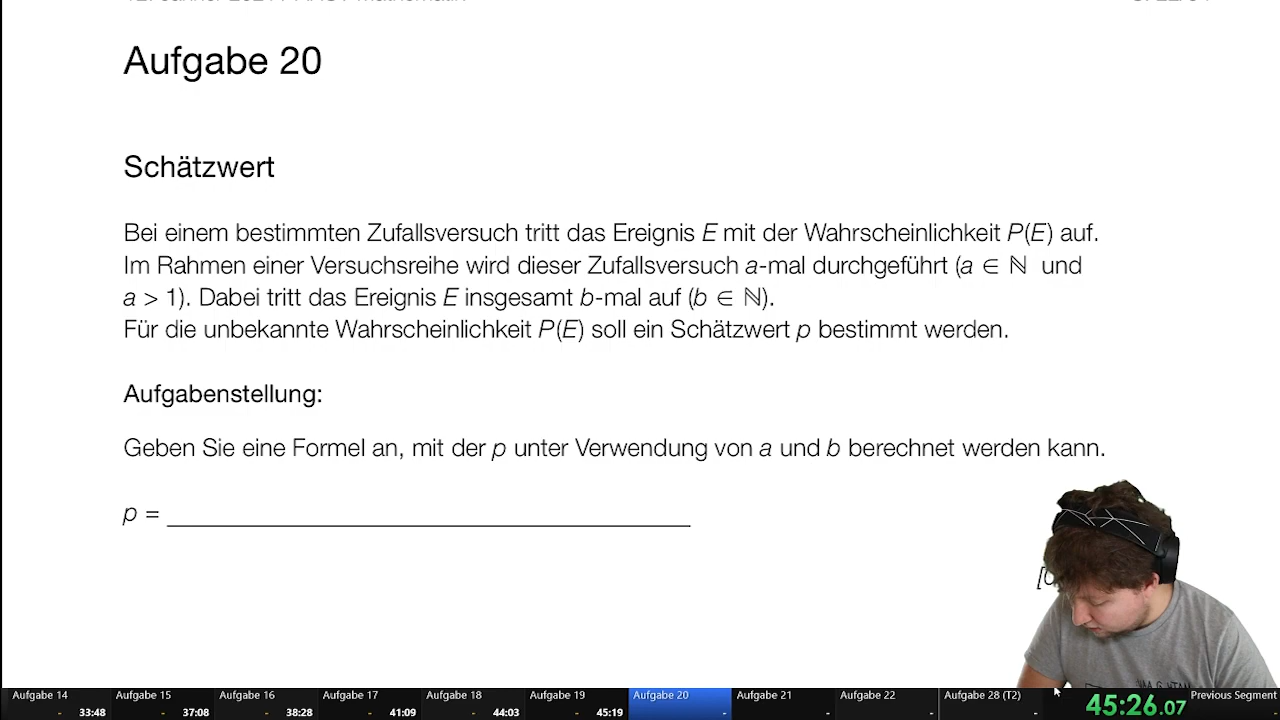 Aufgabe 20
Schätzwert
Bei einem bestimmten Zufallsversuch tritt das Ereignis E mit der Wahrscheinlichkeit P(E) auf.
Im Rahmen einer Versuchsreihe wird dieser Zufallsversuch a-mal durchgeführt (a ∈ ℕ und
a > 1). Dabei tritt das Ereignis E insgesamt b-mal auf (b ∈ ℕ).
Für die unbekannte Wahrscheinlichkeit P(E) soll ein Schätzwert p bestimmt werden.
Aufgabenstellung:
Geben Sie eine Formel an, mit der p unter Verwendung von a und b berechnet werden kann.
p =
Aufgabe 14 Aufgabe 15 Aufgabe 16 Aufgabe 17 Aufgabe 18 Aufgabe 19 Aufgabe 20 Aufgabe 21 Aufgabe 22 Aufgabe 28 (T2) 45:26.07 Previous Segment
- 33:48 - 37:08 - 38:28 - 41:09 - 44:03 - 45:19 - - - - -